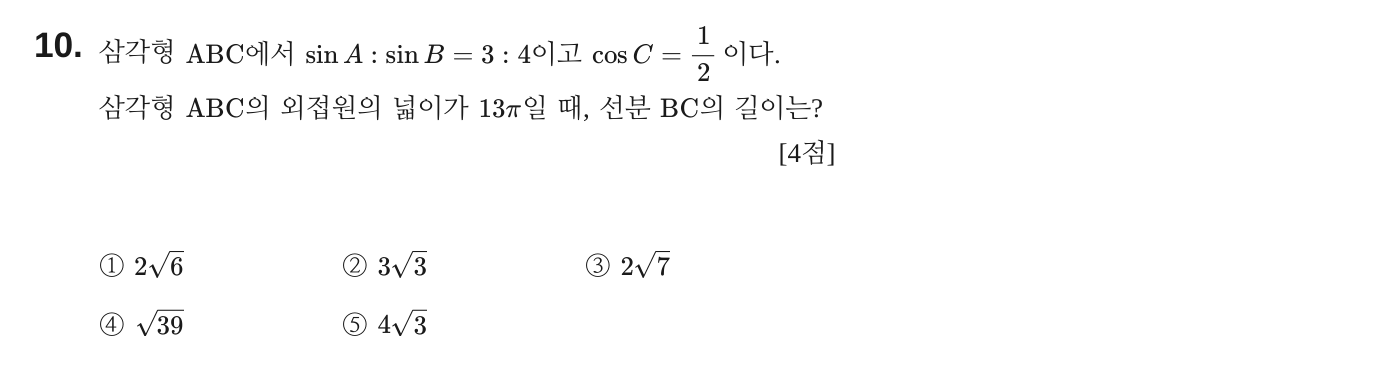 10. 삼각형 ABC에서 sin A : sin B = 3 : 4이고 cos C = 1/2 이다.
삼각형 ABC의 외접원의 넓이가 13π일 때, 선분 BC의 길이는?
[4점]
① 2√6 ② 3√3 ③ 2√7
④ √39 ⑤ 4√3